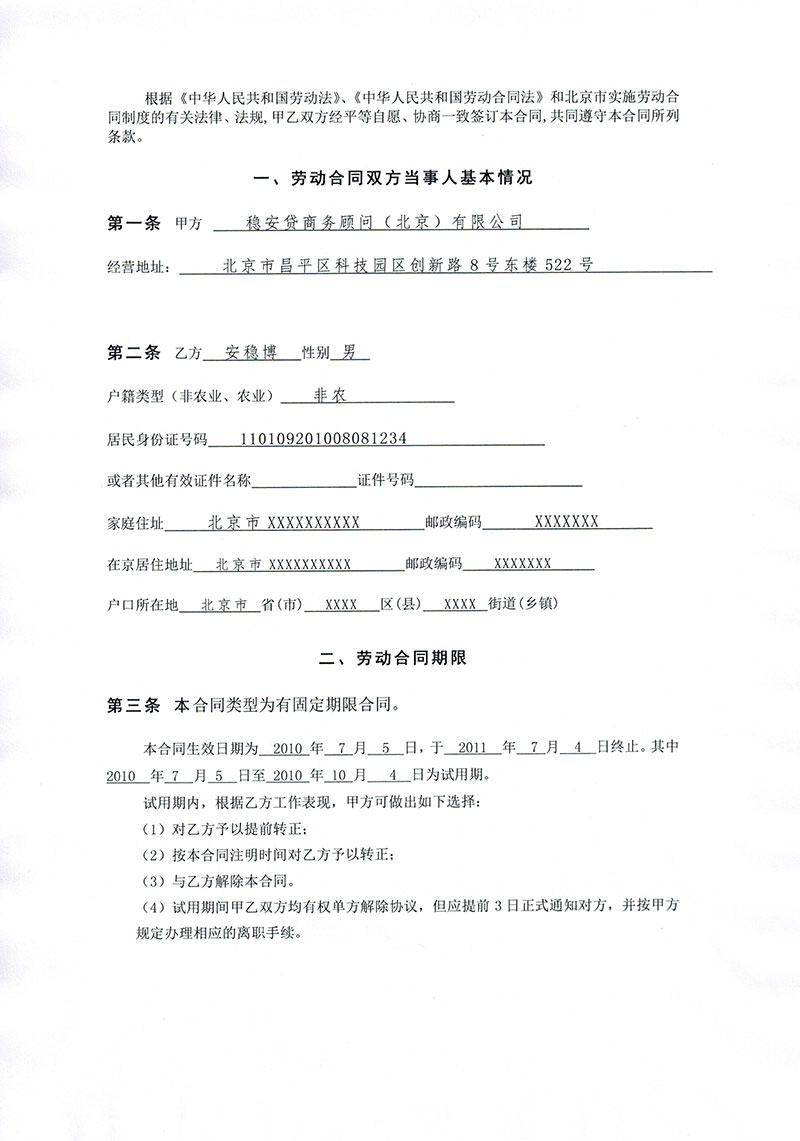 根据《中华人民共和国劳动法》、《中华人民共和国劳动合同法》和北京市实施劳动合
同制度的有关法律、法规,甲乙双方经平等自愿、协商一致签订本合同,共同遵守本合同所列
条款。
一、劳动合同双方当事人基本情况
第一条 甲方 稳安贷商务顾问（北京）有限公司
经营地址: 北京市昌平区科技园区创新路 8 号东楼 522 号
第二条 乙方 安稳博 性别 男
户籍类型（非农业、农业） 非农
居民身份证号码 110109201008081234
或者其他有效证件名称 证件号码
家庭住址 北京市 XXXXXXXXXX 邮政编码 XXXXXXX
在京居住地址 北京市 XXXXXXXXXX 邮政编码 XXXXXXX
户口所在地 北京市 省(市) XXXX 区(县) XXXX 街道(乡镇)
二、劳动合同期限
第三条 本合同类型为有固定期限合同。
本合同生效日期为 2010 年 7 月 5 日,于 2011 年 7 月 4 日终止。其中
2010 年 7 月 5 日至 2010 年 10 月 4 日为试用期。
试用期内，根据乙方工作表现，甲方可做出如下选择:
（1）对乙方予以提前转正;
（2）按本合同注明时间对乙方予以转正;
（3）与乙方解除本合同。
（4）试用期间甲乙双方均有权单方解除协议，但应提前 3 日正式通知对方，并按甲方
规定办理相应的离职手续。